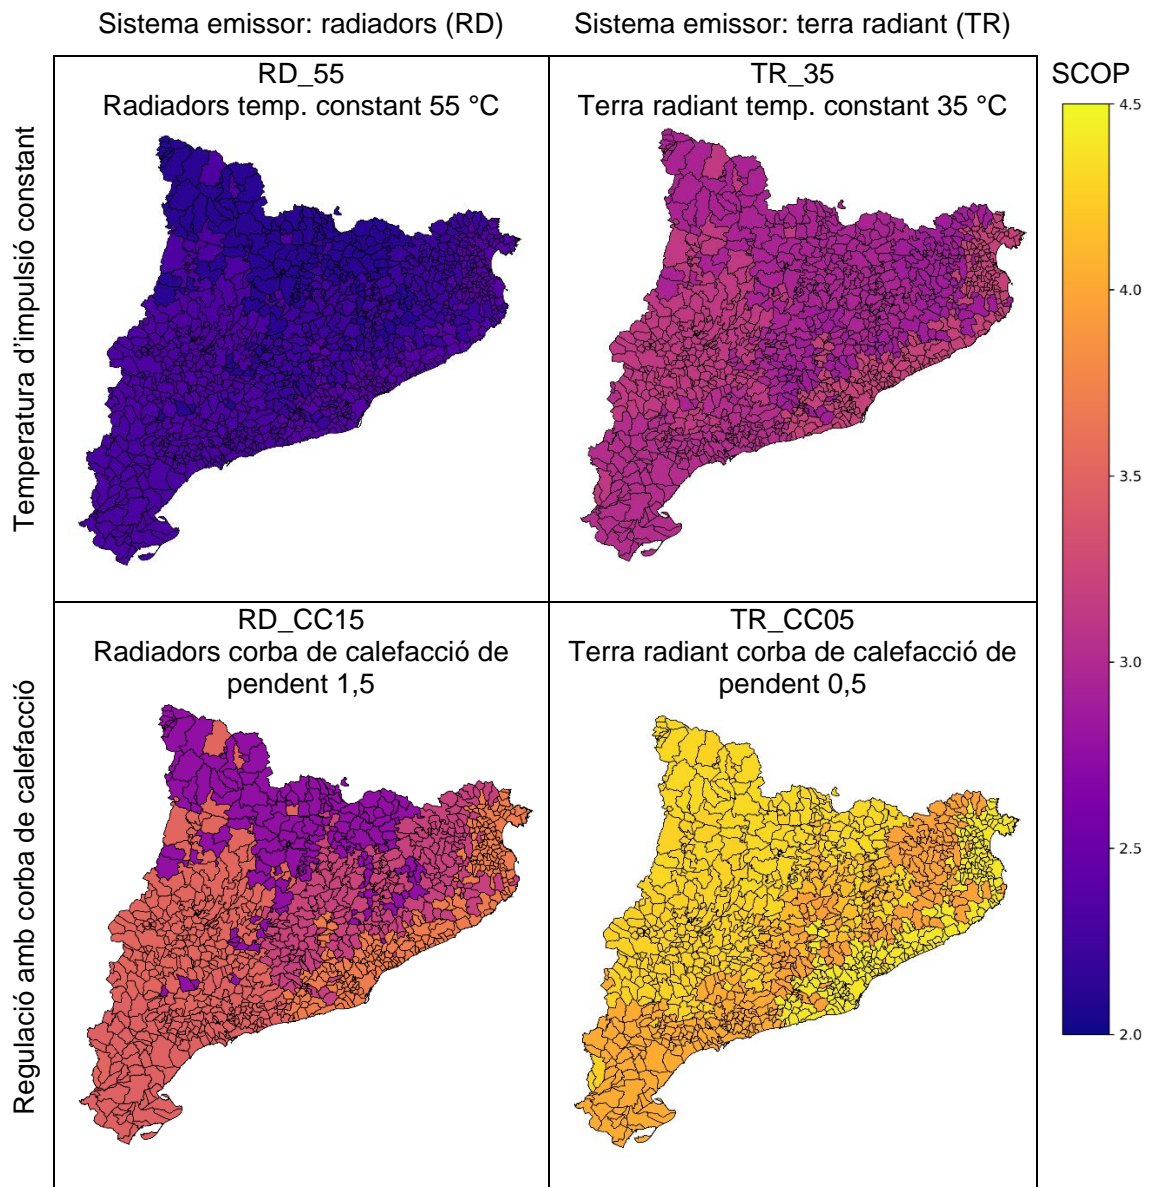 Sistema emissor: radiadors (RD)
Sistema emissor: terra radiant (TR)
Temperatura d'impulsió constant
RD_55
Radiadors temp. constant 55 °C
TR_35
Terra radiant temp. constant 35 °C
SCOP
4.5
4.0
3.5
3.0
2.5
2.0
Regulació amb corba de calefacció
RD_CC15
Radiadors corba de calefacció de
pendent 1,5
TR_CC05
Terra radiant corba de calefacció de
pendent 0,5